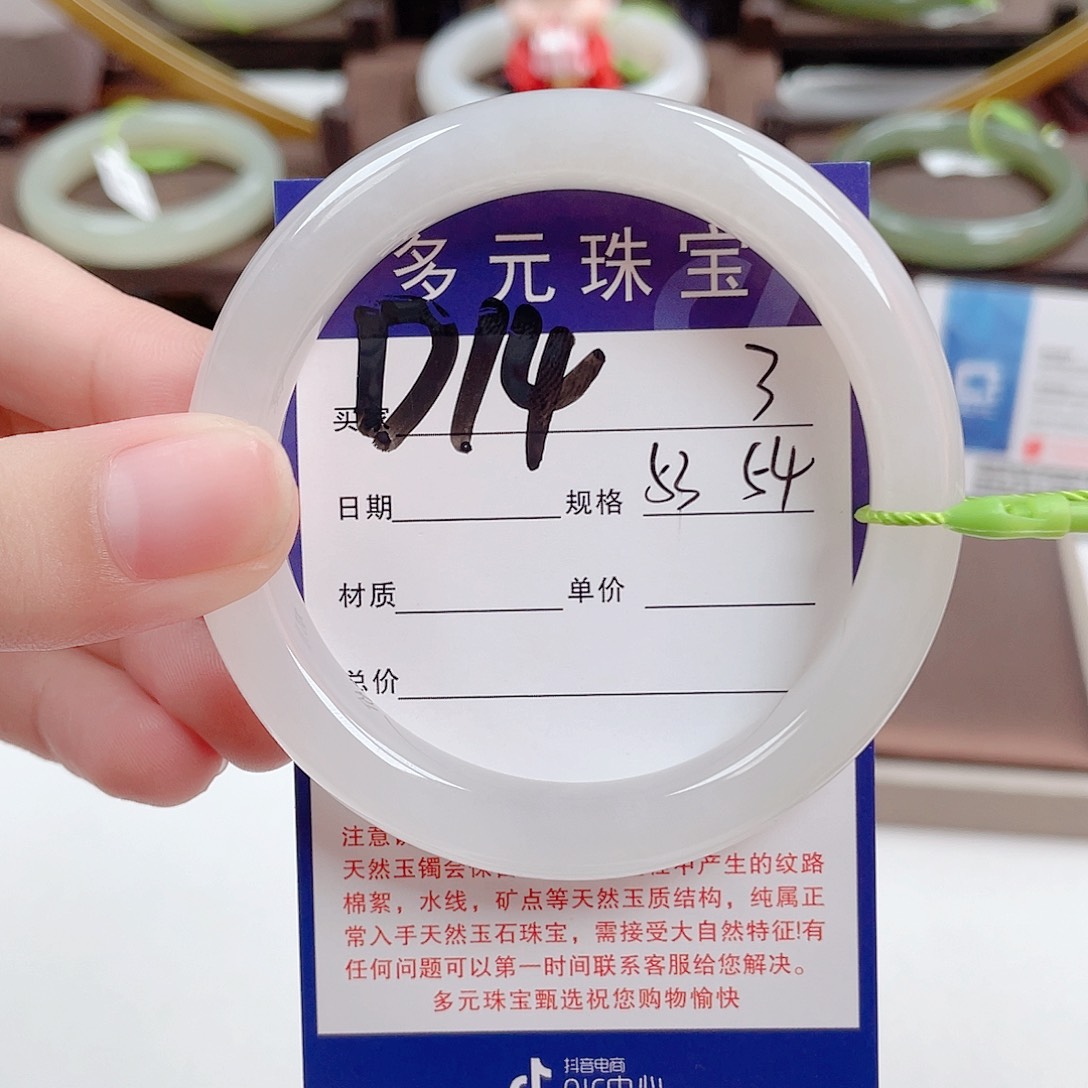 多元珠宝
D14
3
买家
日期 规格 53 54
材质 单价
总价
注意
天然玉镯会 中产生的纹路
棉絮，水线，矿点等天然玉质结构，纯属正
常入手天然玉石珠宝，需接受大自然特征!有
任何问题可以第一时间联系客服给您解决。
多元珠宝甄选祝您购物愉快
抖音电商
QIC中心